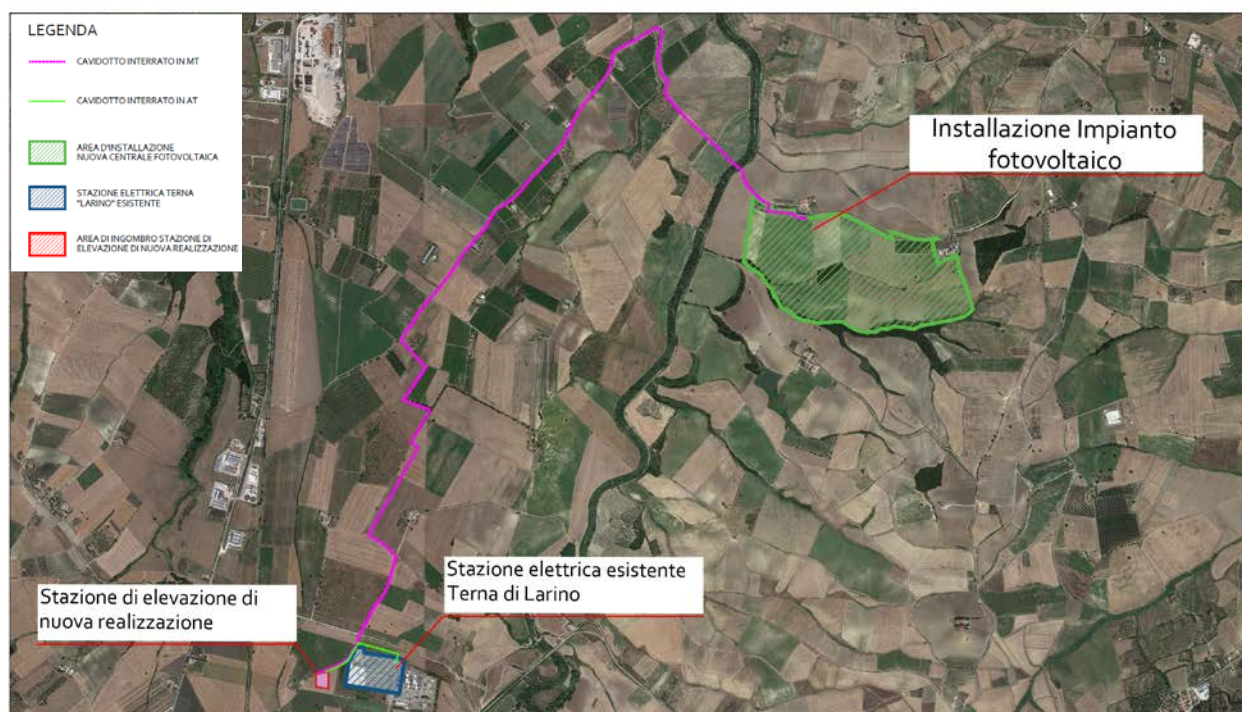 LEGENDA
CAVIDOTTO INTERRATO IN MT
CAVIDOTTO INTERRATO IN AT
AREA D'INSTALLAZIONE
NUOVA CENTRALE FOTOVOLTAICA
STAZIONE ELETTRICA TERNA
"LARINO" ESISTENTE
AREA DI INGOMBRO STAZIONE DI
ELEVAZIONE DI NUOVA REALIZZAZIONE
Installazione Impianto
fotovoltaico
Stazione elettrica esistente
Terna di Larino
Stazione di elevazione di
nuova realizzazione